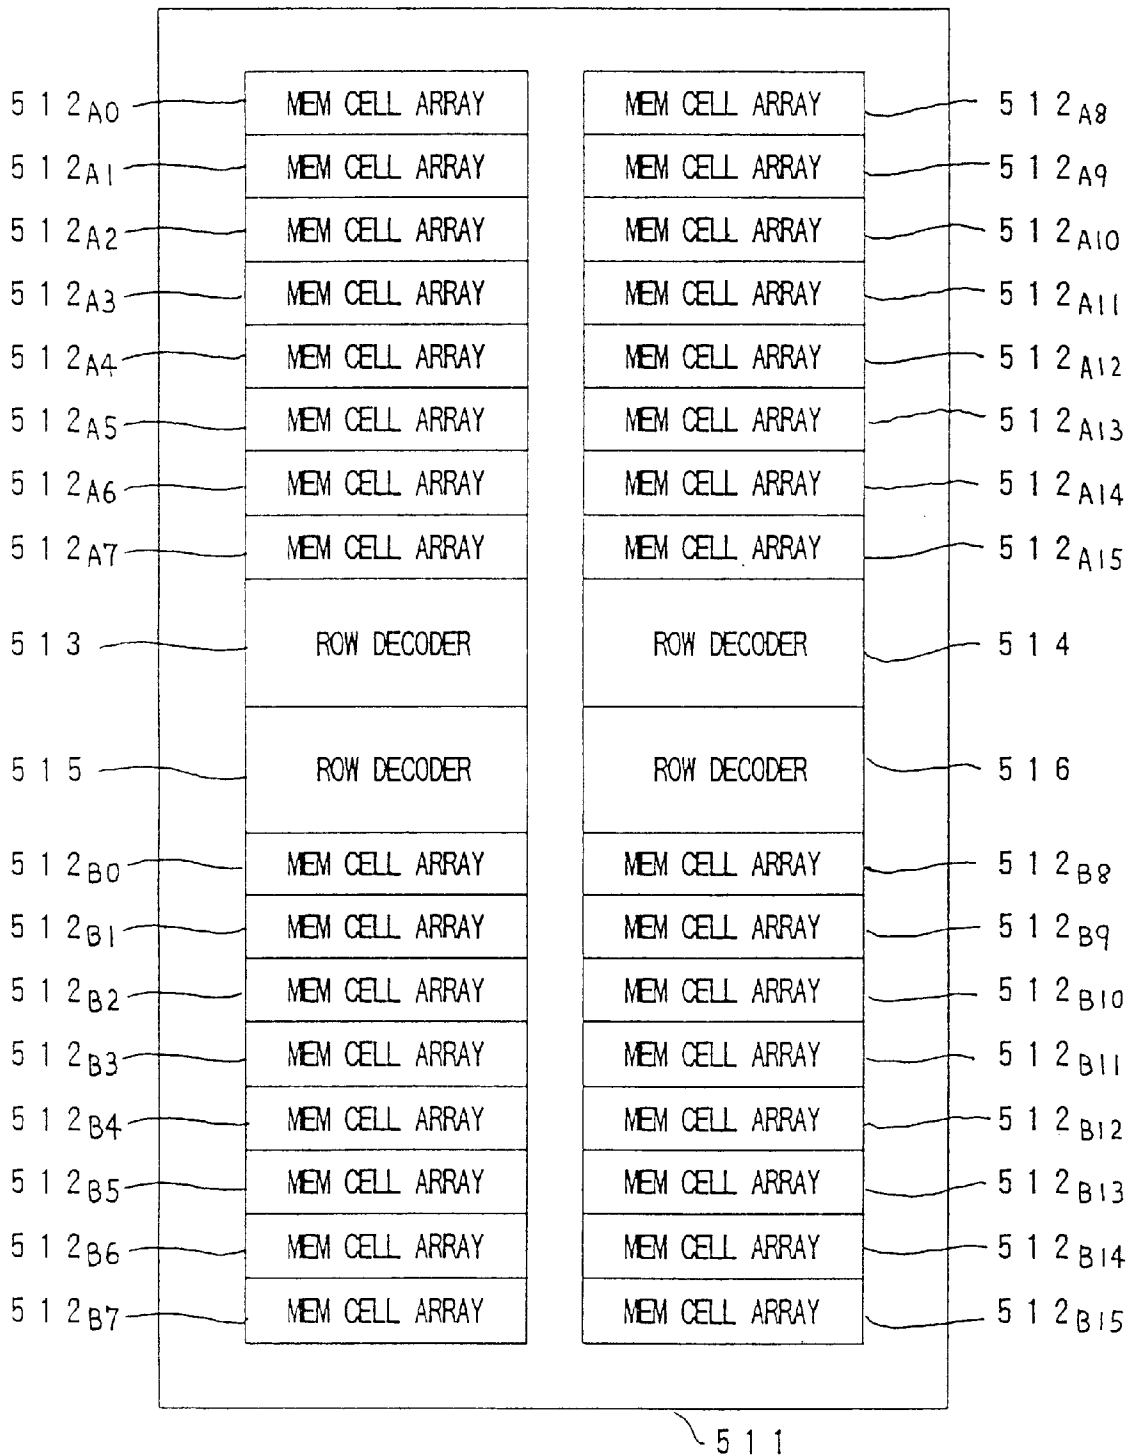 512A0 MEM CELL ARRAY MEM CELL ARRAY 512A8
512A1 MEM CELL ARRAY MEM CELL ARRAY 512A9
512A2 MEM CELL ARRAY MEM CELL ARRAY 512A10
512A3 MEM CELL ARRAY MEM CELL ARRAY 512A11
512A4 MEM CELL ARRAY MEM CELL ARRAY 512A12
512A5 MEM CELL ARRAY MEM CELL ARRAY 512A13
512A6 MEM CELL ARRAY MEM CELL ARRAY 512A14
512A7 MEM CELL ARRAY MEM CELL ARRAY 512A15
513 ROW DECODER ROW DECODER 514
515 ROW DECODER ROW DECODER 516
512B0 MEM CELL ARRAY MEM CELL ARRAY 512B8
512B1 MEM CELL ARRAY MEM CELL ARRAY 512B9
512B2 MEM CELL ARRAY MEM CELL ARRAY 512B10
512B3 MEM CELL ARRAY MEM CELL ARRAY 512B11
512B4 MEM CELL ARRAY MEM CELL ARRAY 512B12
512B5 MEM CELL ARRAY MEM CELL ARRAY 512B13
512B6 MEM CELL ARRAY MEM CELL ARRAY 512B14
512B7 MEM CELL ARRAY MEM CELL ARRAY 512B15
511